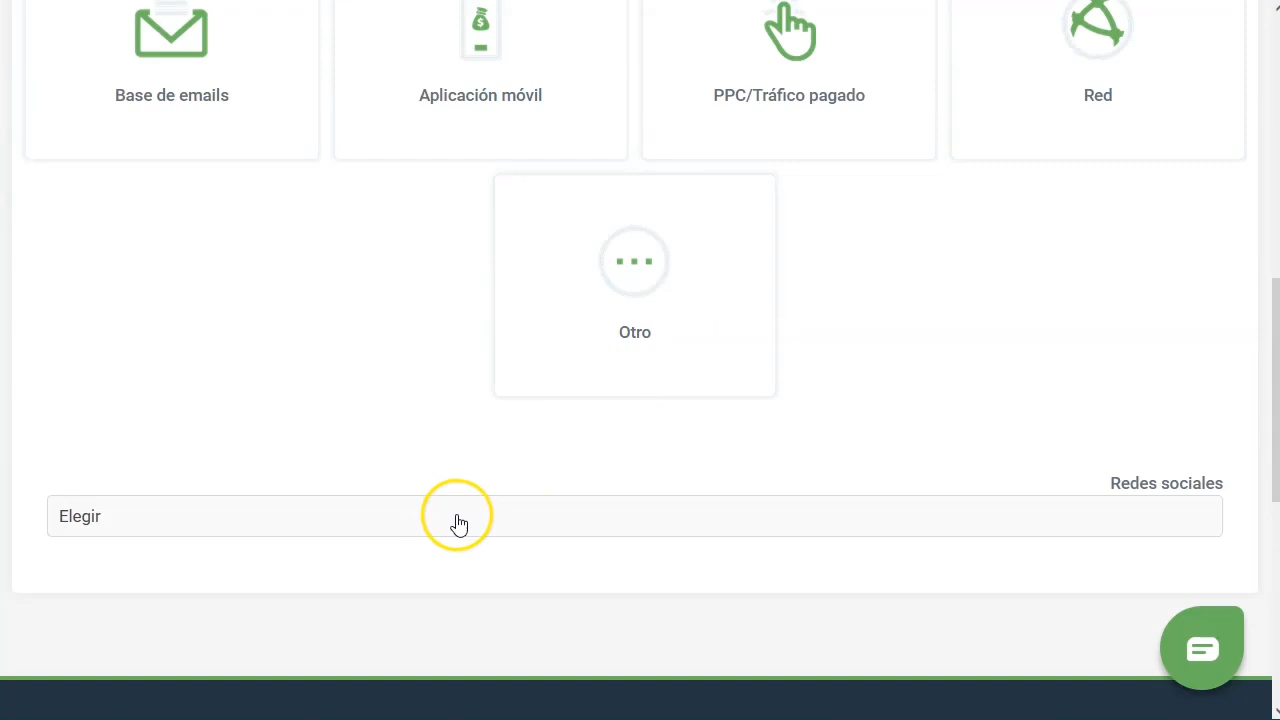 Base de emails
Aplicación móvil
PPC/Tráfico pagado
Red
Otro
Redes sociales
Elegir